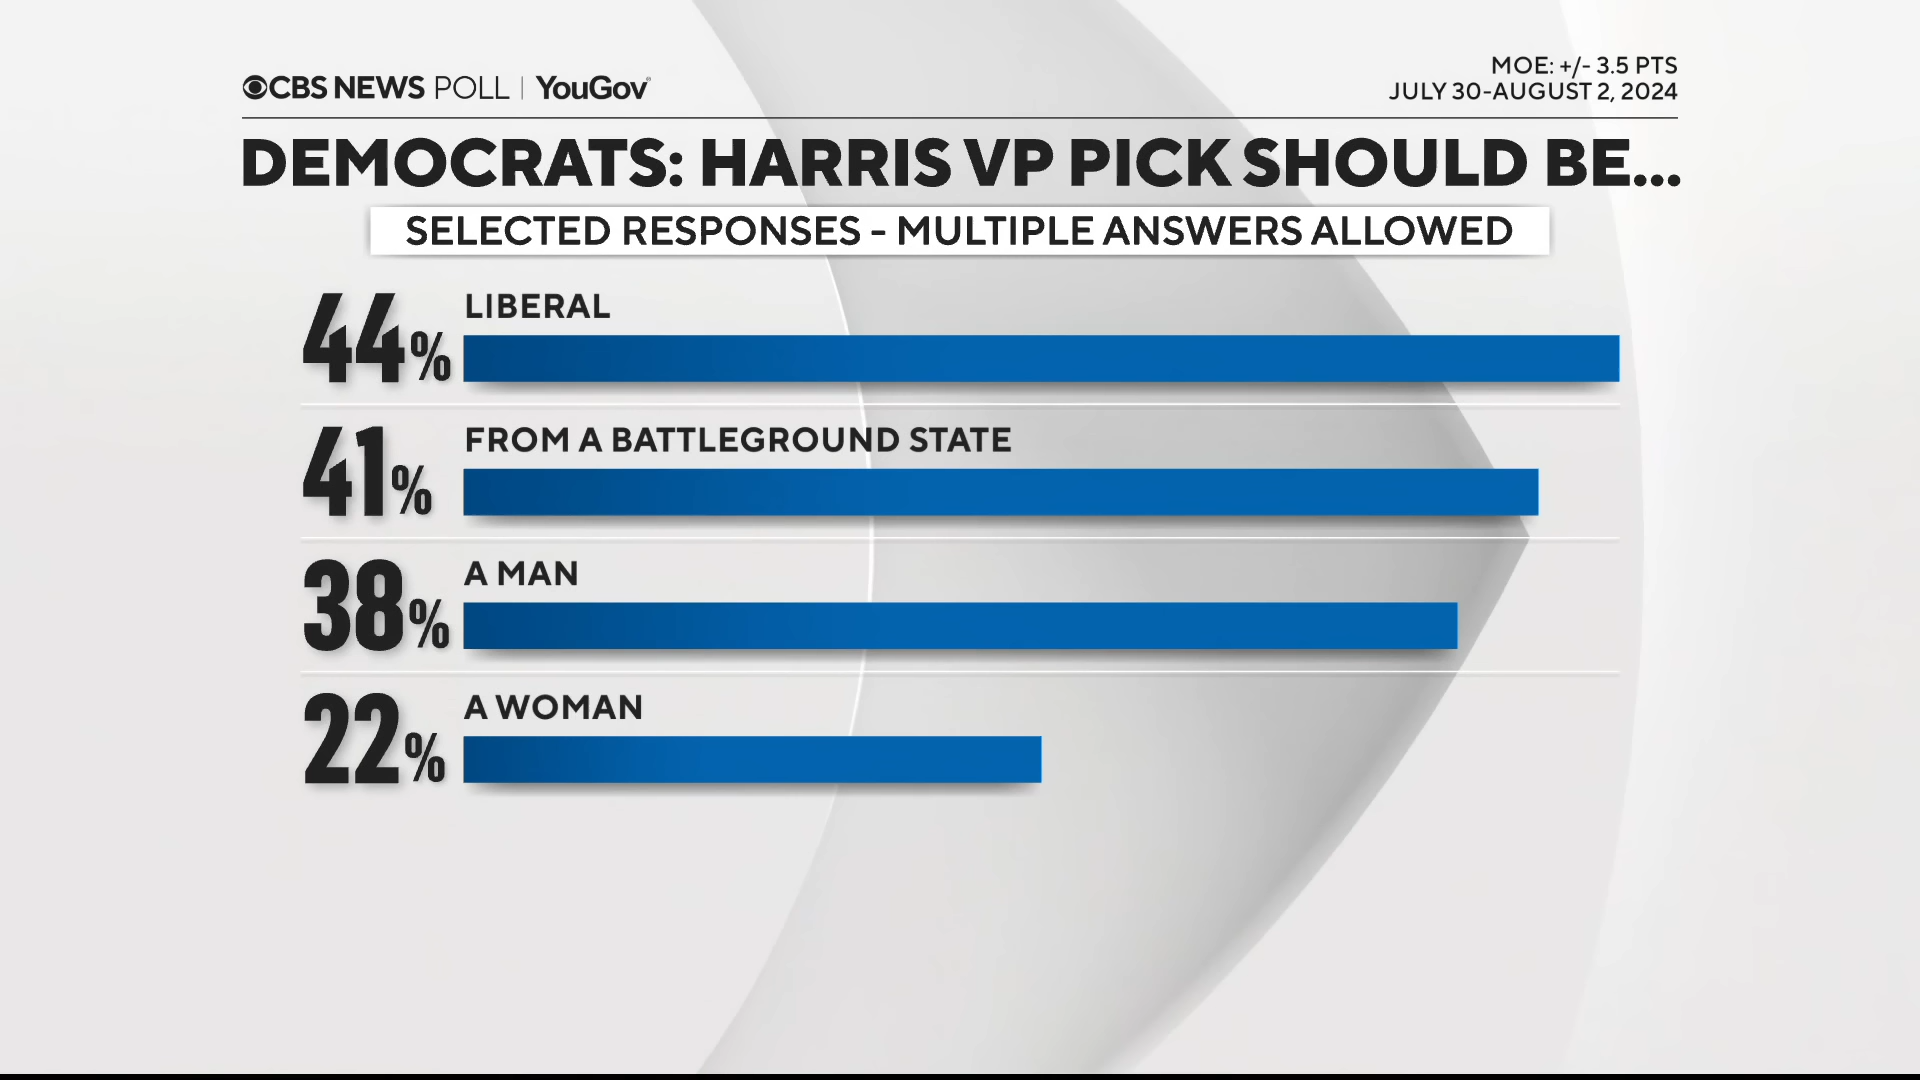 CBS NEWS POLL | YouGov®
MOE: +/- 3.5 PTS
JULY 30-AUGUST 2, 2024
DEMOCRATS: HARRIS VP PICK SHOULD BE...
SELECTED RESPONSES - MULTIPLE ANSWERS ALLOWED
44% LIBERAL
41% FROM A BATTLEGROUND STATE
38% A MAN
22% A WOMAN